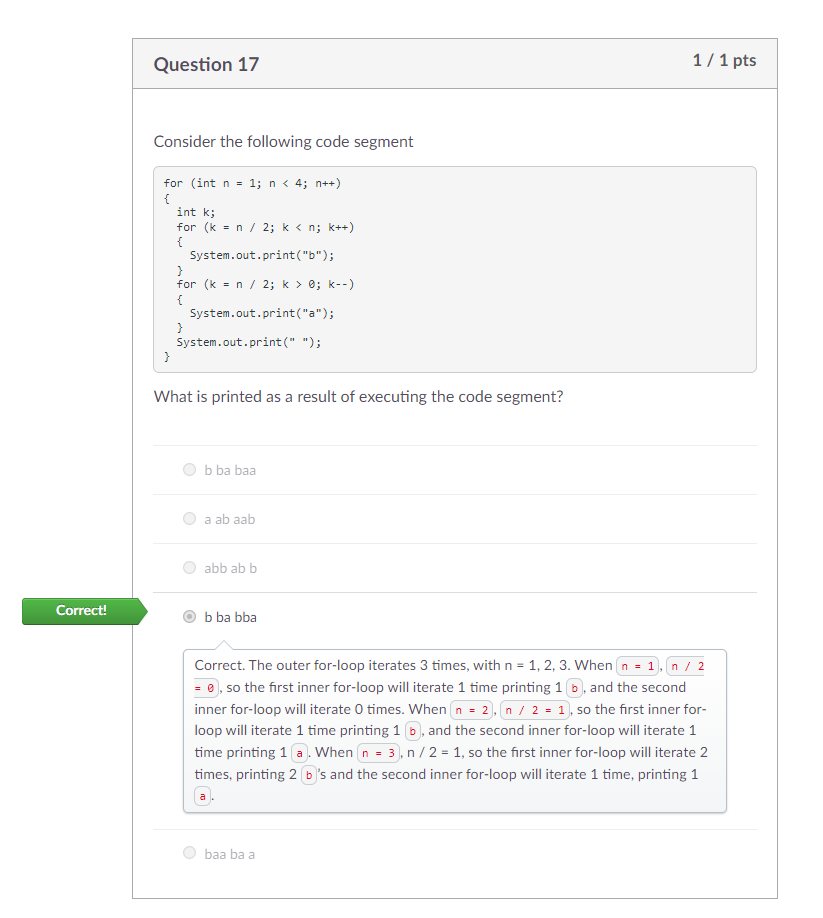 Question 17
1 / 1 pts
Consider the following code segment
for (int n = 1; n < 4; n++)
{
  int k;
  for (k = n / 2; k < n; k++)
  {
    System.out.print("b");
  }
  for (k = n / 2; k > 0; k--)
  {
    System.out.print("a");
  }
  System.out.print(" ");
}
What is printed as a result of executing the code segment?
b ba baa
a ab aab
abb ab b
Correct!
b ba bba
Correct. The outer for-loop iterates 3 times, with n = 1, 2, 3. When n = 1, n / 2
= 0, so the first inner for-loop will iterate 1 time printing 1 b, and the second
inner for-loop will iterate 0 times. When n = 2, n / 2 = 1, so the first inner for-
loop will iterate 1 time printing 1 b, and the second inner for-loop will iterate 1
time printing 1 a. When n = 3, n / 2 = 1, so the first inner for-loop will iterate 2
times, printing 2 b's and the second inner for-loop will iterate 1 time, printing 1
a.
baa ba a